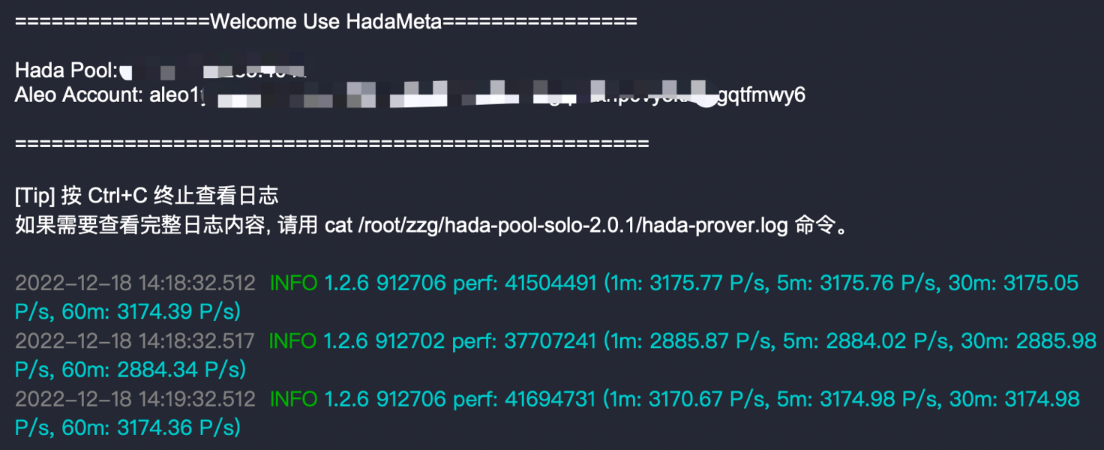 ================Welcome Use HadaMeta================
Hada Pool:
Aleo Account: aleo1 gqtfmwy6
====================================================
[Tip] 按 Ctrl+C 终止查看日志
如果需要查看完整日志内容, 请用 cat /root/zzg/hada-pool-solo-2.0.1/hada-prover.log 命令。
2022-12-18 14:18:32.512 INFO 1.2.6 912706 perf: 41504491 (1m: 3175.77 P/s, 5m: 3175.76 P/s, 30m: 3175.05
P/s, 60m: 3174.39 P/s)
2022-12-18 14:18:32.517 INFO 1.2.6 912702 perf: 37707241 (1m: 2885.87 P/s, 5m: 2884.02 P/s, 30m: 2885.98
P/s, 60m: 2884.34 P/s)
2022-12-18 14:19:32.512 INFO 1.2.6 912706 perf: 41694731 (1m: 3170.67 P/s, 5m: 3174.98 P/s, 30m: 3174.98
P/s, 60m: 3174.36 P/s)